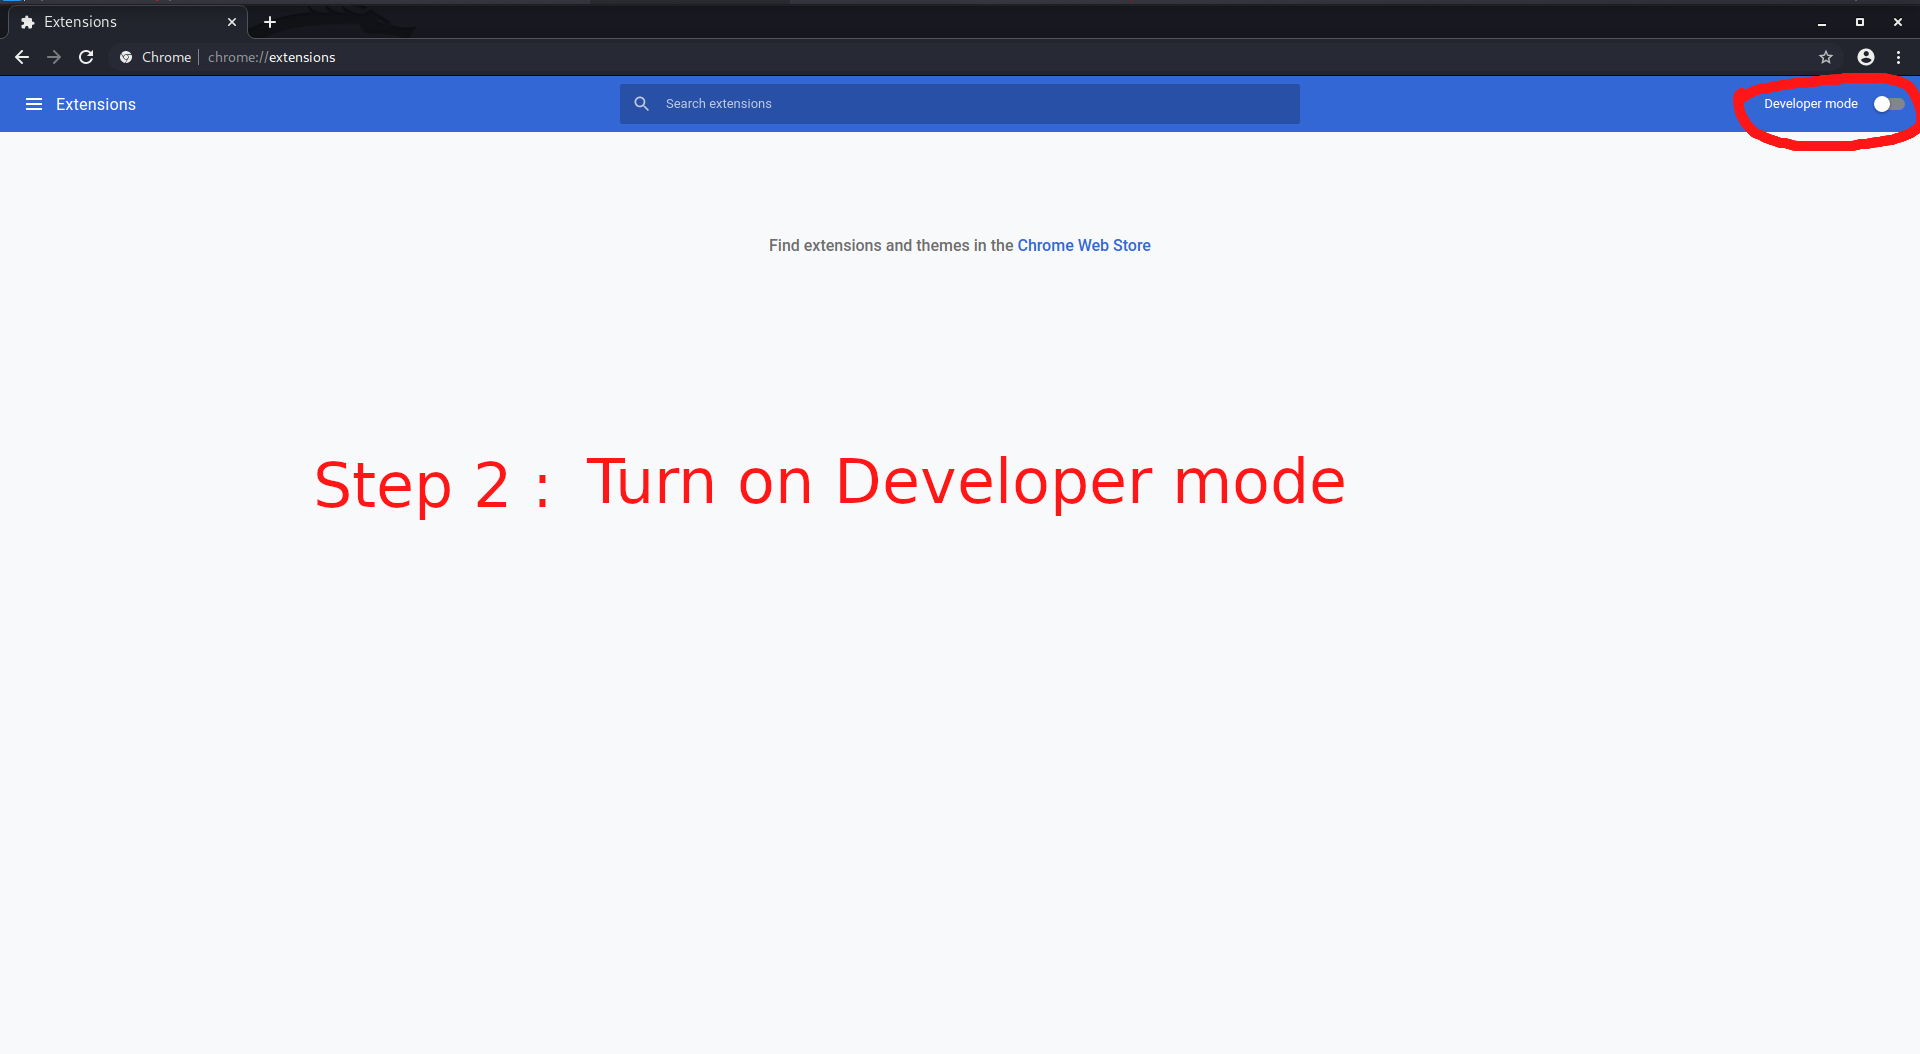 Extensions
Chrome chrome://extensions
Extensions
Search extensions
Developer mode
Find extensions and themes in the Chrome Web Store
Step 2 : Turn on Developer mode